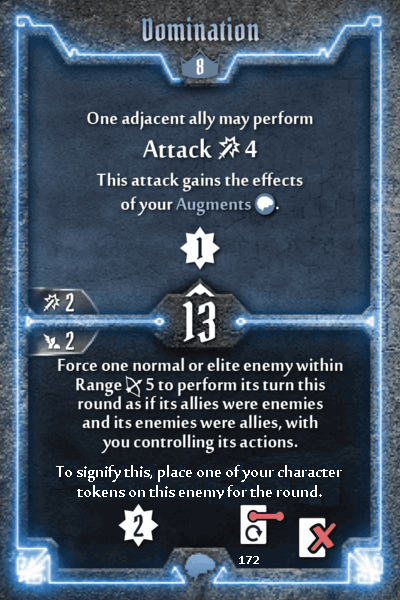 Domination
8
One adjacent ally may perform
Attack 4
This attack gains the effects
of your Augments .
1
2
13
2
Force one normal or elite enemy within
Range 5 to perform its turn this
round as if its allies were enemies
and its enemies were allies, with
you controlling its actions.
To signify this, place one of your character
tokens on this enemy for the round.
2
172